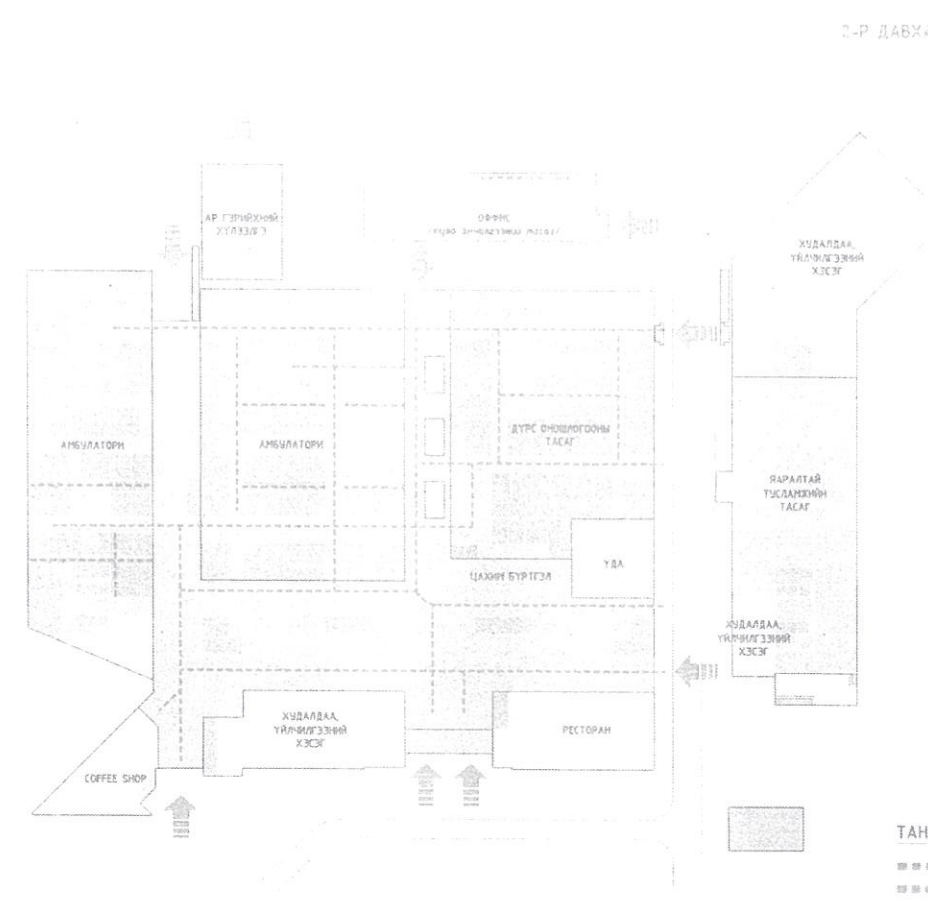 2-Р ДАВХ
АР ГЭРИЙХНИЙ
ХҮЛЭЭЛГЭ
ОФФИС
ХУДАЛДАА,
ҮЙЛЧИЛГЭЭНИЙ
ХЭСЭГ
АМБУЛАТОРИ
АМБУЛАТОРИ
ДҮРС ОНОШЛОГООНЫ
ТАСАГ
ЯАРАЛТАЙ
ТУСЛАМЖИЙН
ТАСАГ
ЦАХИМ БҮРТГЭЛ
ҮДА
ХУДАЛДАА,
ҮЙЛЧИЛГЭЭНИЙ
ХЭСЭГ
ХУДАЛДАА,
ҮЙЛЧИЛГЭЭНИЙ
ХЭСЭГ
РЕСТОРАН
COFFEE SHOP
ТАН